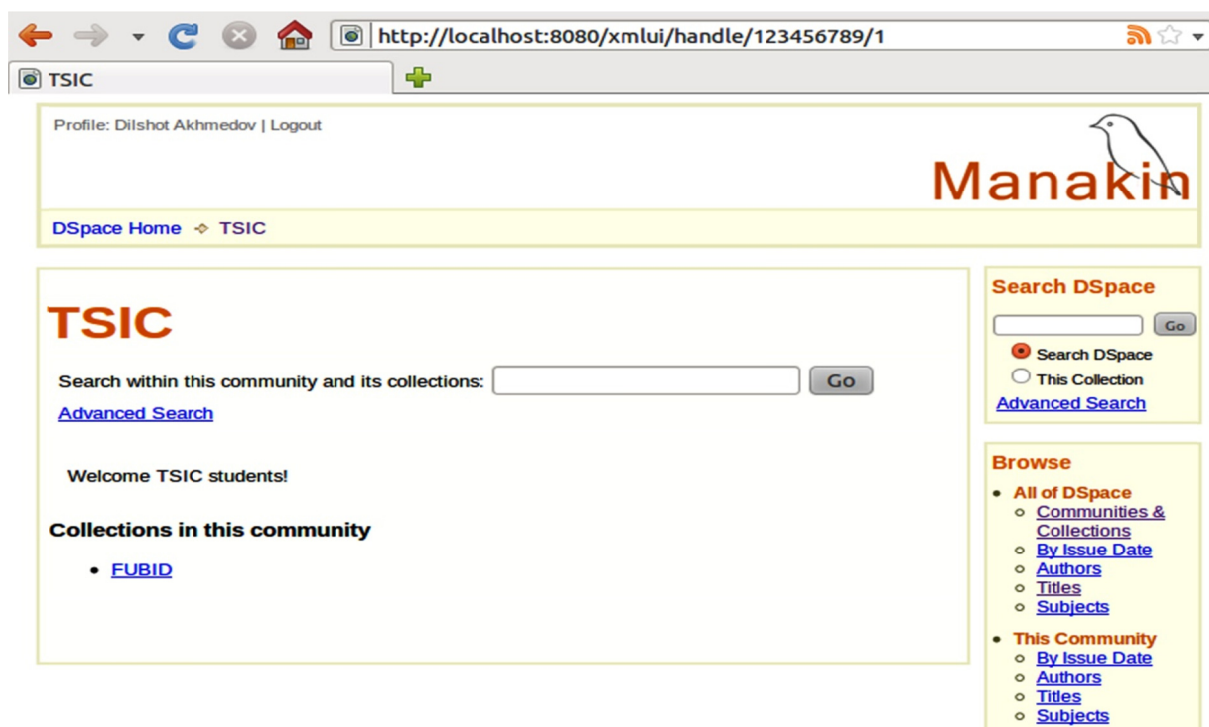 http://localhost:8080/xmlui/handle/123456789/1
TSIC
Profile: Dilshot Akhmedov | Logout
Manakin
DSpace Home TSIC
TSIC
Search within this community and its collections: Go
Advanced Search
Welcome TSIC students!
Collections in this community
FUBID
Search DSpace
Go
Search DSpace
This Collection
Advanced Search
Browse
All of DSpace
Communities &
Collections
By Issue Date
Authors
Titles
Subjects
This Community
By Issue Date
Authors
Titles
Subjects